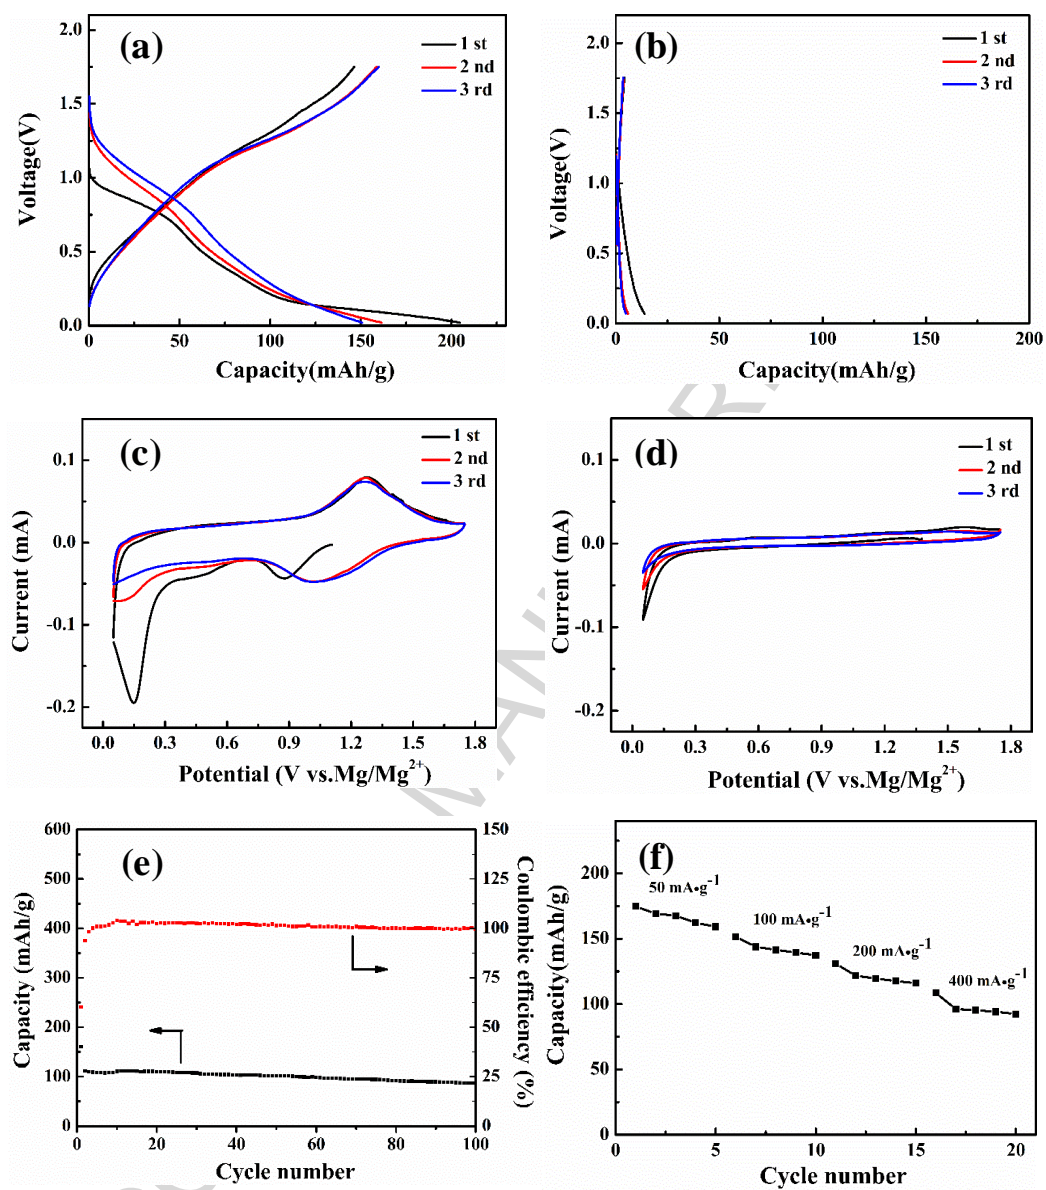 (a)
1 st
2 nd
3 rd
2.0
1.5
1.0
0.5
0.0
Voltage(V)
0 50 100 150 200
Capacity(mAh/g)
(b)
1 st
2 nd
3 rd
2.0
1.5
1.0
0.5
0.0
Voltage(V)
0 50 100 150 200
Capacity(mAh/g)
(c)
1 st
2 nd
3 rd
0.1
0.0
-0.1
-0.2
Current (mA)
0.0 0.3 0.6 0.9 1.2 1.5 1.8
Potential (V vs.Mg/Mg²⁺)
(d)
1 st
2 nd
3 rd
0.1
0.0
-0.1
-0.2
Current (mA)
0.0 0.3 0.6 0.9 1.2 1.5 1.8
Potential (V vs.Mg/Mg²⁺)
(e)
600
500
400
300
200
100
0
Capacity (mAh/g)
150
125
100
75
50
25
0
Coulombic efficiency (%)
0 20 40 60 80 100
Cycle number
(f)
50 mA•g⁻¹
100 mA•g⁻¹
200 mA•g⁻¹
400 mA•g⁻¹
200
150
100
50
0
Capacity(mAh/g)
0 5 10 15 20
Cycle number